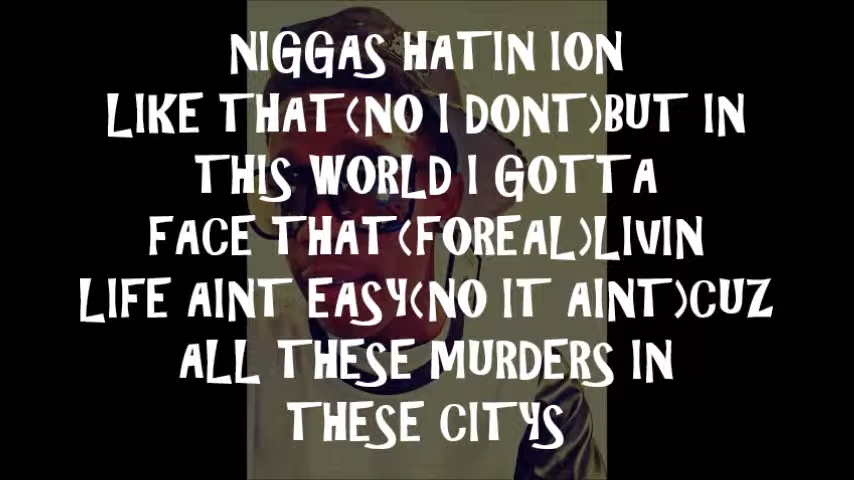 NIGGAS HATIN ION
LIKE THAT(NO I DONT)BUT IN
THIS WORLD I GOTTA
FACE THAT(FOREAL)LIVIN
LIFE AINT EASY(NO IT AINT)CUZ
ALL THESE MURDERS IN
THESE CITYS